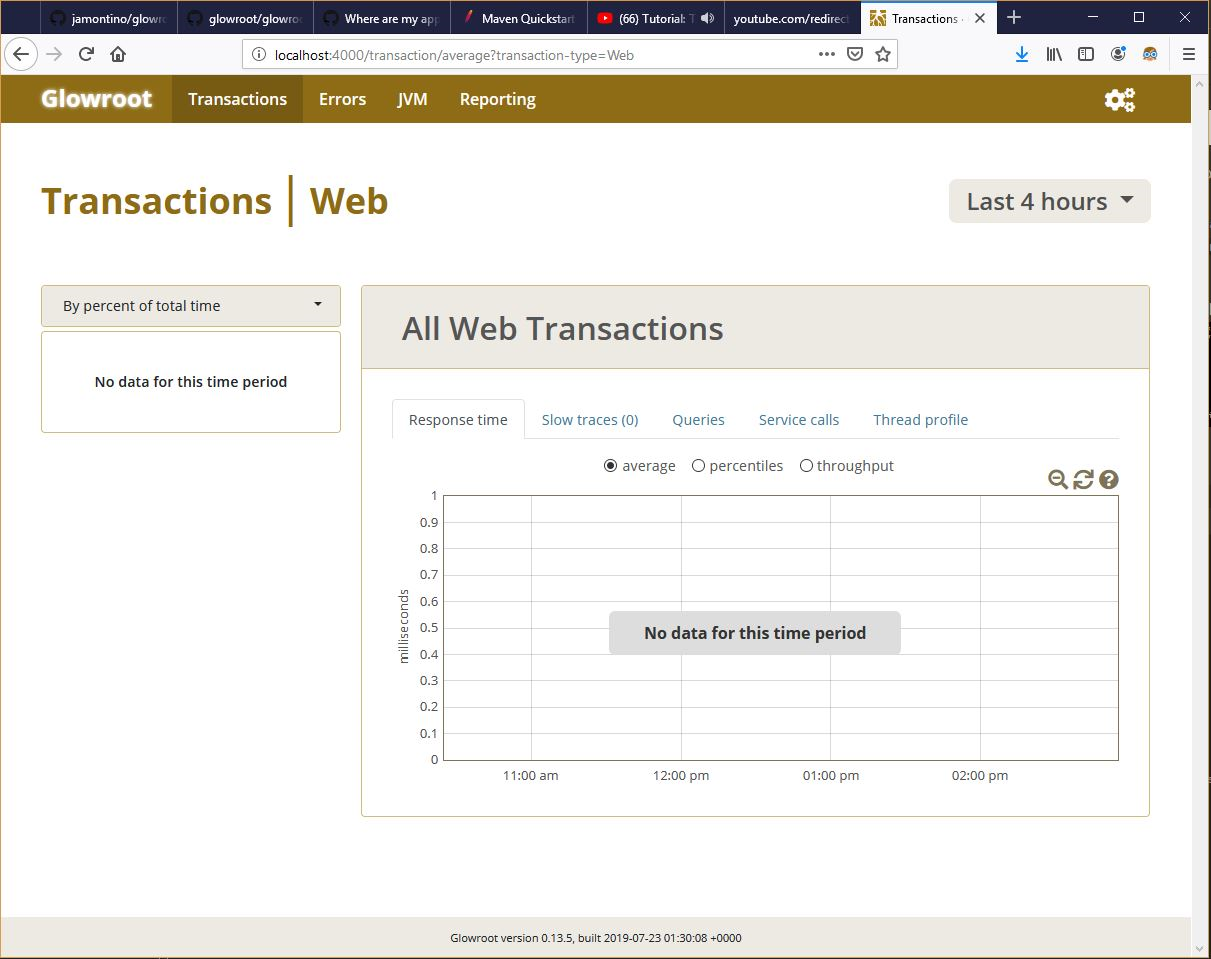 jamontino/glowro
glowroot/glowroo
Where are my app
Maven Quickstart
(66) Tutorial: T
youtube.com/redirect
Transactions
localhost:4000/transaction/average?transaction-type=Web
Glowroot Transactions Errors JVM Reporting
Transactions | Web
Last 4 hours
By percent of total time
No data for this time period
All Web Transactions
Response time Slow traces (0) Queries Service calls Thread profile
average percentiles throughput
1
0.9
0.8
0.7
0.6
0.5
0.4
0.3
0.2
0.1
0
milliseconds
No data for this time period
11:00 am 12:00 pm 01:00 pm 02:00 pm
Glowroot version 0.13.5, built 2019-07-23 01:30:08 +0000